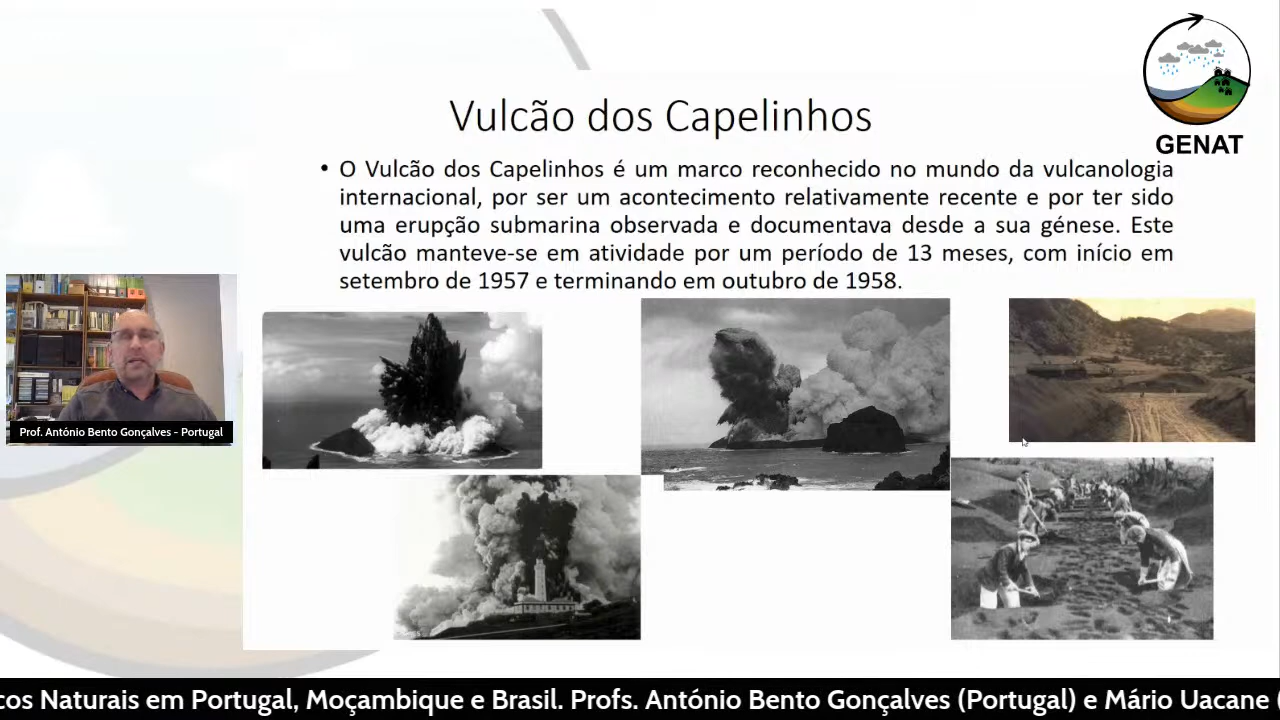 GENAT
Vulcão dos Capelinhos
• O Vulcão dos Capelinhos é um marco reconhecido no mundo da vulcanologia
internacional, por ser um acontecimento relativamente recente e por ter sido
uma erupção submarina observada e documentava desde a sua génese. Este
vulcão manteve-se em atividade por um período de 13 meses, com início em
setembro de 1957 e terminando em outubro de 1958.
Prof. António Bento Gonçalves - Portugal
cos Naturais em Portugal, Moçambique e Brasil. Profs. António Bento Gonçalves (Portugal) e Mário Uacane (